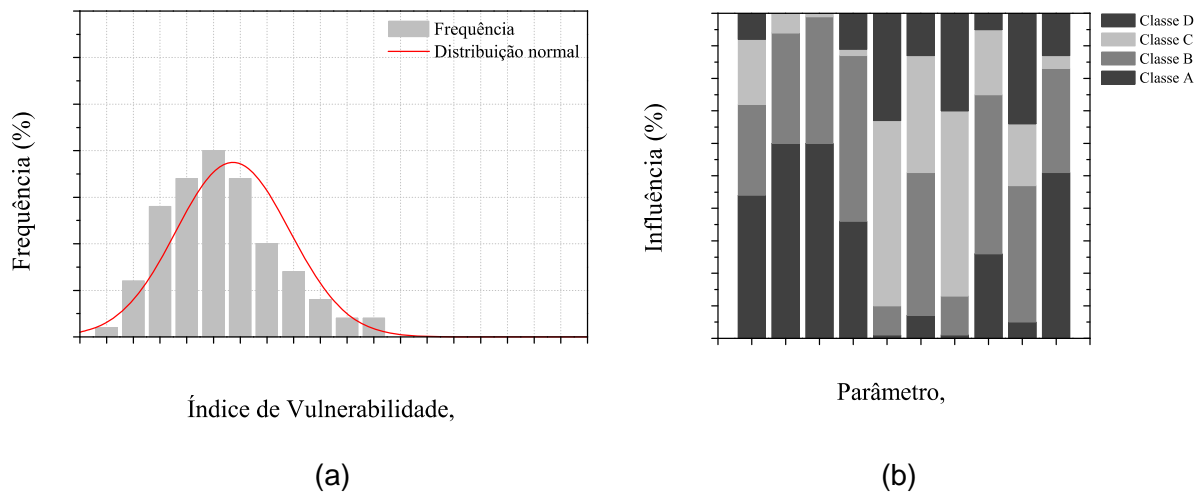 Frequência
Distribuição normal
Frequência (%)
Índice de Vulnerabilidade,
(a)
Classe D
Classe C
Classe B
Classe A
Influência (%)
Parâmetro,
(b)